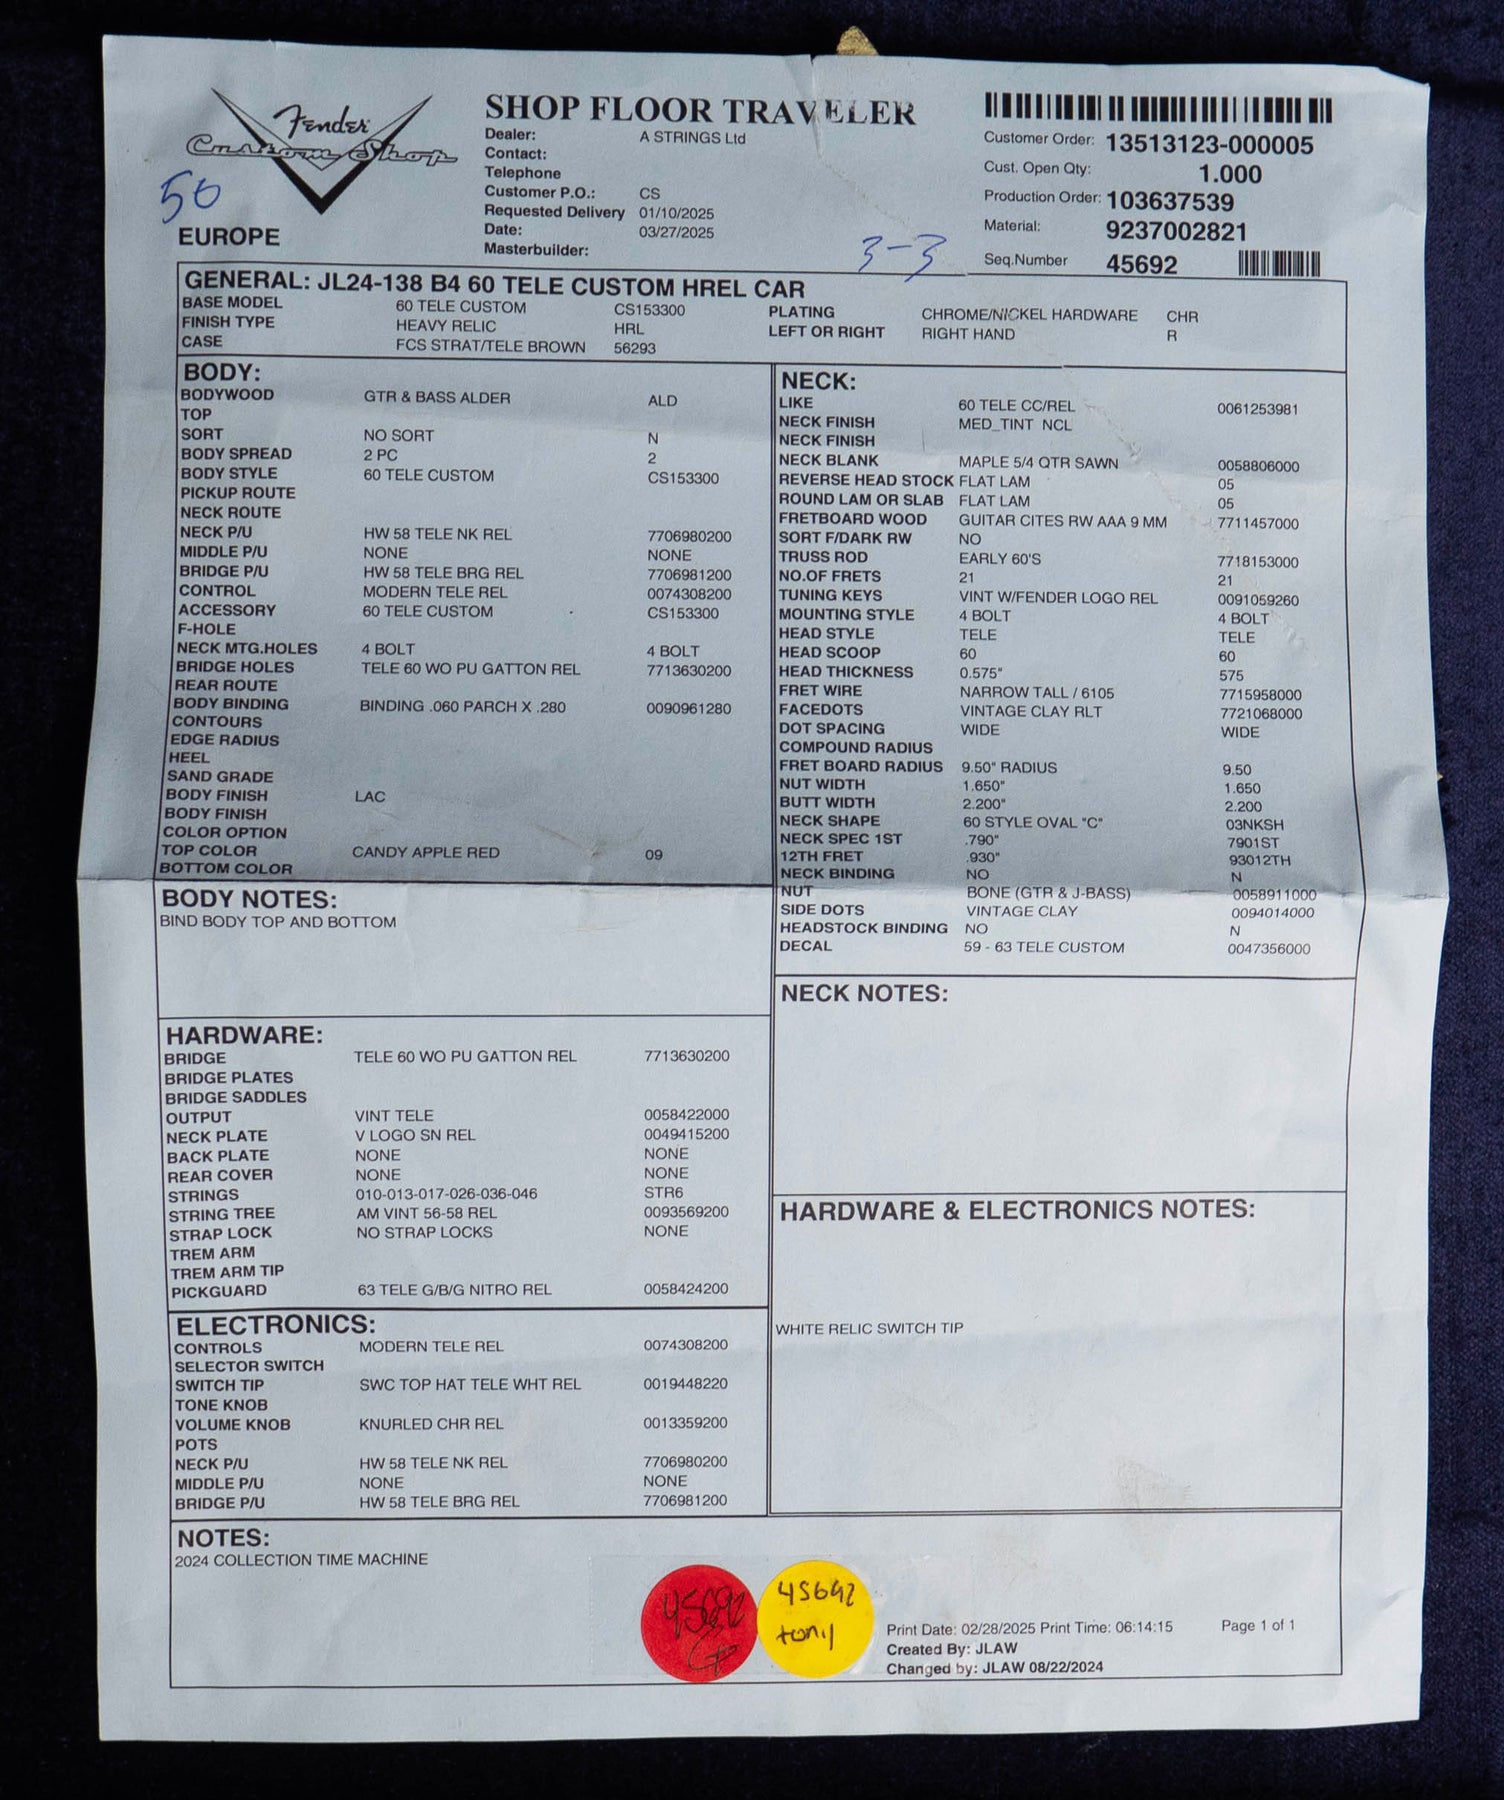 Fender
Custom Shop
50
EUROPE
SHOP FLOOR TRAVELER
Dealer: A STRINGS Ltd
Contact:
Telephone
Customer P.O.: CS
Requested Delivery 01/10/2025
Date: 03/27/2025
Masterbuilder:
3-3
Customer Order: 13513123-000005
Cust. Open Qty: 1.000
Production Order: 103637539
Material: 9237002821
Seq.Number 45692
GENERAL: JL24-138 B4 60 TELE CUSTOM HREL CAR
BASE MODEL 60 TELE CUSTOM CS153300 PLATING CHROME/NICKEL HARDWARE CHR
FINISH TYPE HEAVY RELIC HRL LEFT OR RIGHT RIGHT HAND R
CASE FCS STRAT/TELE BROWN 56293
BODY:
BODYWOOD GTR & BASS ALDER ALD
TOP
SORT NO SORT N
BODY SPREAD 2 PC 2
BODY STYLE 60 TELE CUSTOM CS153300
PICKUP ROUTE
NECK ROUTE
NECK P/U HW 58 TELE NK REL 7706980200
MIDDLE P/U NONE NONE
BRIDGE P/U HW 58 TELE BRG REL 7706981200
CONTROL MODERN TELE REL 0074308200
ACCESSORY 60 TELE CUSTOM CS153300
F-HOLE
NECK MTG.HOLES 4 BOLT 4 BOLT
BRIDGE HOLES TELE 60 WO PU GATTON REL 7713630200
REAR ROUTE
BODY BINDING BINDING .060 PARCH X .280 0090961280
CONTOURS
EDGE RADIUS
HEEL
SAND GRADE
BODY FINISH LAC
BODY FINISH
COLOR OPTION
TOP COLOR CANDY APPLE RED 09
BOTTOM COLOR
BODY NOTES:
BIND BODY TOP AND BOTTOM
HARDWARE:
BRIDGE TELE 60 WO PU GATTON REL 7713630200
BRIDGE PLATES
BRIDGE SADDLES
OUTPUT VINT TELE 0058422000
NECK PLATE V LOGO SN REL 0049415200
BACK PLATE NONE NONE
REAR COVER NONE NONE
STRINGS 010-013-017-026-036-046 STR6
STRING TREE AM VINT 56-58 REL 0093569200
STRAP LOCK NO STRAP LOCKS NONE
TREM ARM
TREM ARM TIP
PICKGUARD 63 TELE G/B/G NITRO REL 0058424200
ELECTRONICS:
CONTROLS MODERN TELE REL 0074308200
SELECTOR SWITCH
SWITCH TIP SWC TOP HAT TELE WHT REL 0019448220
TONE KNOB
VOLUME KNOB KNURLED CHR REL 0013359200
POTS
NECK P/U HW 58 TELE NK REL 7706980200
MIDDLE P/U NONE NONE
BRIDGE P/U HW 58 TELE BRG REL 7706981200
NECK:
LIKE 60 TELE CC/REL 0061253981
NECK FINISH MED_TINT NCL
NECK FINISH
NECK BLANK MAPLE 5/4 QTR SAWN 0058806000
REVERSE HEAD STOCK FLAT LAM 05
ROUND LAM OR SLAB FLAT LAM 05
FRETBOARD WOOD GUITAR CITES RW AAA 9 MM 7711457000
SORT F/DARK RW NO
TRUSS ROD EARLY 60'S 7718153000
NO.OF FRETS 21 21
TUNING KEYS VINT W/FENDER LOGO REL 0091059260
MOUNTING STYLE 4 BOLT 4 BOLT
HEAD STYLE TELE TELE
HEAD SCOOP 60 60
HEAD THICKNESS 0.575" 575
FRET WIRE NARROW TALL / 6105 7715958000
FACEDOTS VINTAGE CLAY RLT 7721068000
DOT SPACING WIDE WIDE
COMPOUND RADIUS
FRET BOARD RADIUS 9.50" RADIUS 9.50
NUT WIDTH 1.650" 1.650
BUTT WIDTH 2.200" 2.200
NECK SHAPE 60 STYLE OVAL "C" 03NKSH
NECK SPEC 1ST .790" 7901ST
12TH FRET .930" 93012TH
NECK BINDING NO N
NUT BONE (GTR & J-BASS) 0058911000
SIDE DOTS VINTAGE CLAY 0094014000
HEADSTOCK BINDING NO N
DECAL 59 - 63 TELE CUSTOM 0047356000
NECK NOTES:
HARDWARE & ELECTRONICS NOTES:
WHITE RELIC SWITCH TIP
NOTES:
2024 COLLECTION TIME MACHINE
45692
45692
tony
Print Date: 02/28/2025 Print Time: 06:14:15 Page 1 of 1
Created By: JLAW
Changed by: JLAW 08/22/2024